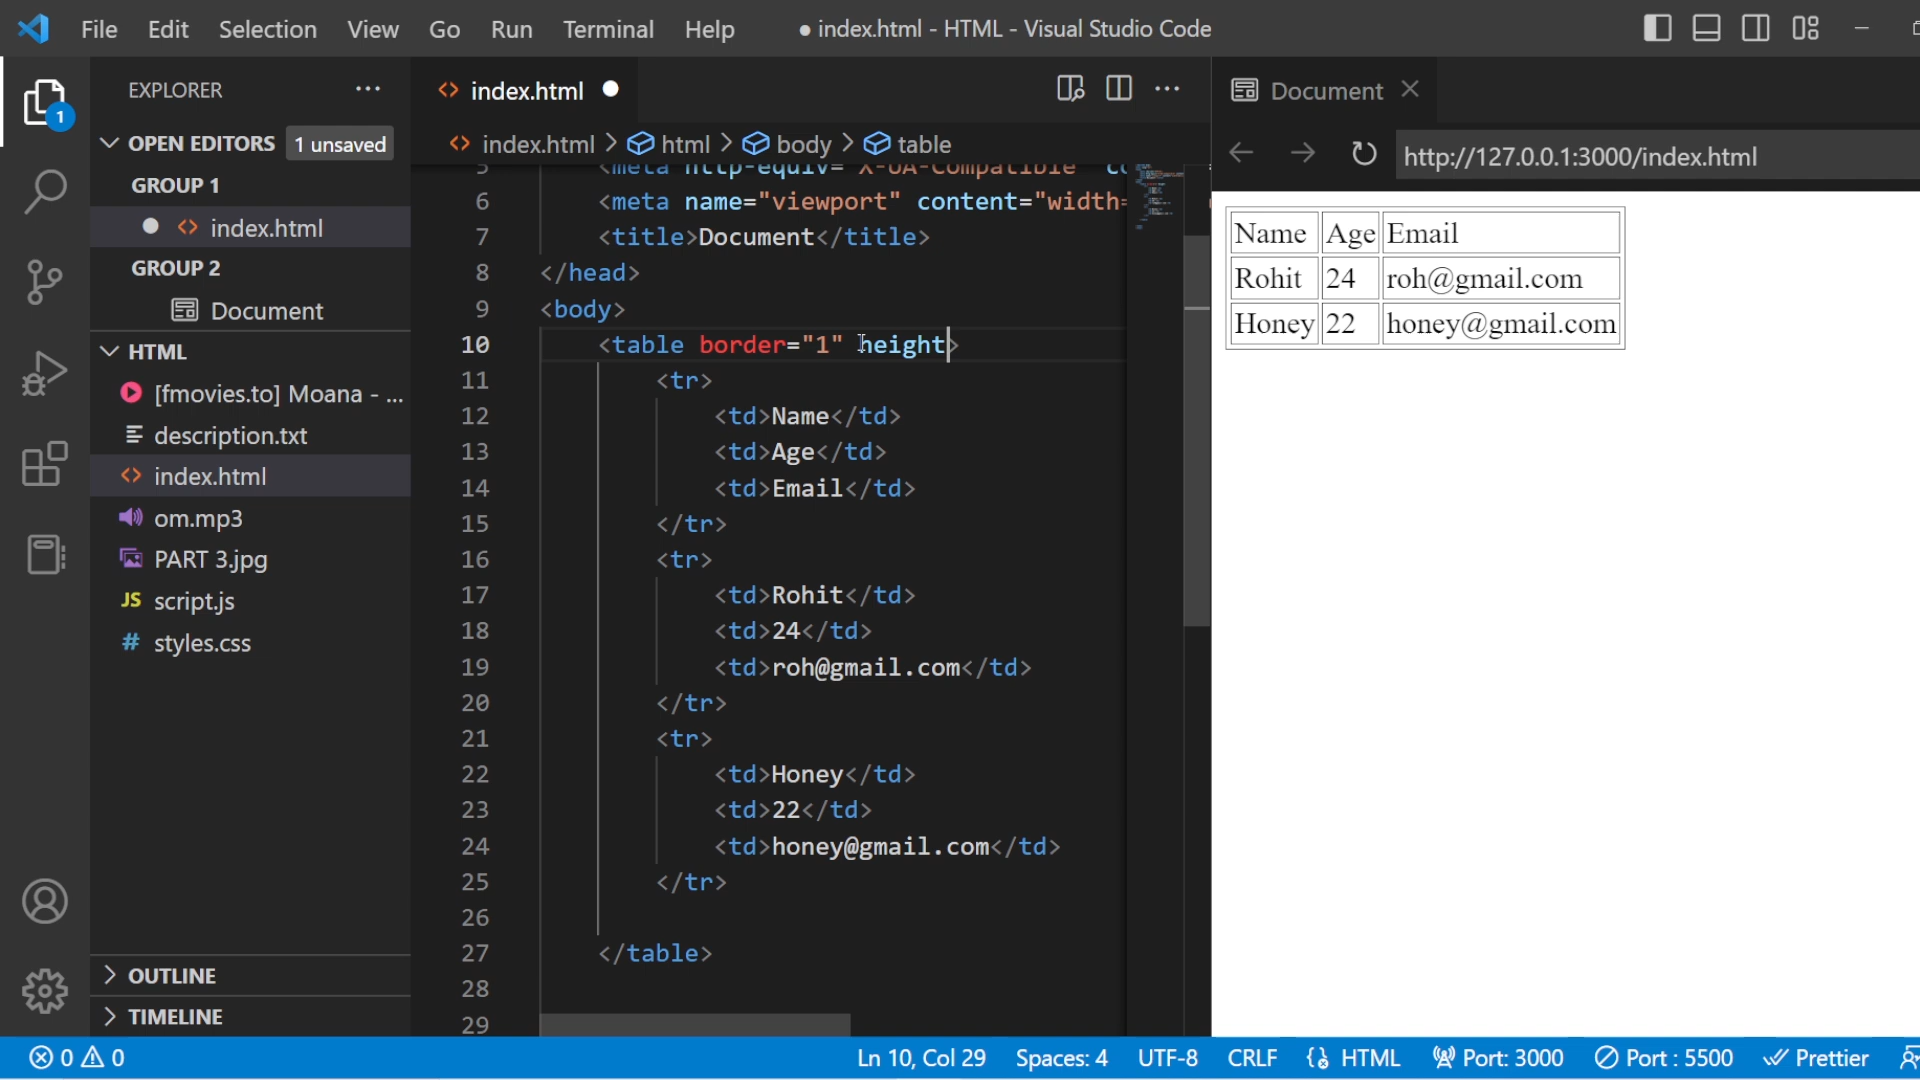 File Edit Selection View Go Run Terminal Help
● index.html - HTML - Visual Studio Code
1
EXPLORER ...
OPEN EDITORS 1 unsaved
GROUP 1
index.html
GROUP 2
Document
HTML
[fmovies.to] Moana - ...
description.txt
index.html
om.mp3
PART 3.jpg
JS script.js
# styles.css
OUTLINE
TIMELINE
index.html
index.html > html > body > table
5 <meta http-equiv="X-UA-Compatible"
6 <meta name="viewport" content="width=
7 <title>Document</title>
8 </head>
9 <body>
10 <table border="1" height>
11 <tr>
12 <td>Name</td>
13 <td>Age</td>
14 <td>Email</td>
15 </tr>
16 <tr>
17 <td>Rohit</td>
18 <td>24</td>
19 <td>roh@gmail.com</td>
20 </tr>
21 <tr>
22 <td>Honey</td>
23 <td>22</td>
24 <td>honey@gmail.com</td>
25 </tr>
26
27 </table>
28
29
Document
http://127.0.0.1:3000/index.html
Name Age Email
Rohit 24 roh@gmail.com
Honey 22 honey@gmail.com
0 0 Ln 10, Col 29 Spaces: 4 UTF-8 CRLF HTML Port: 3000 Port : 5500 Prettier